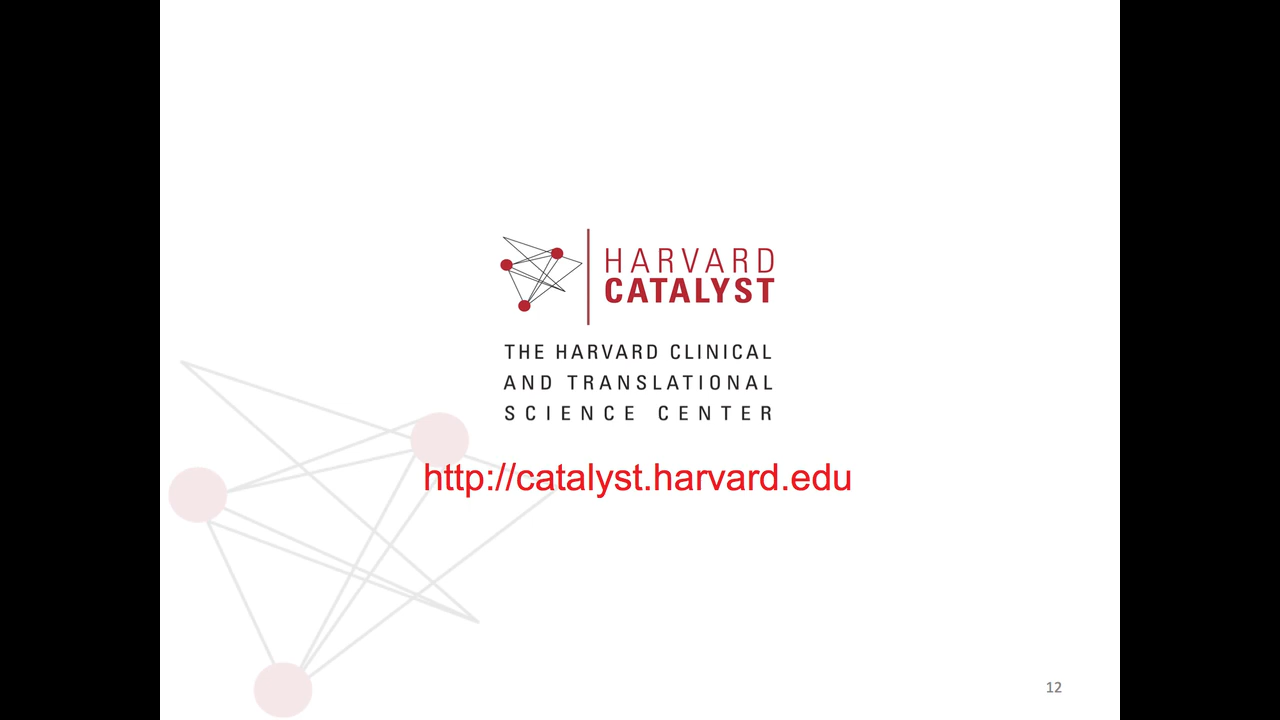 HARVARD
CATALYST
THE HARVARD CLINICAL
AND TRANSLATIONAL
SCIENCE CENTER
http://catalyst.harvard.edu
12